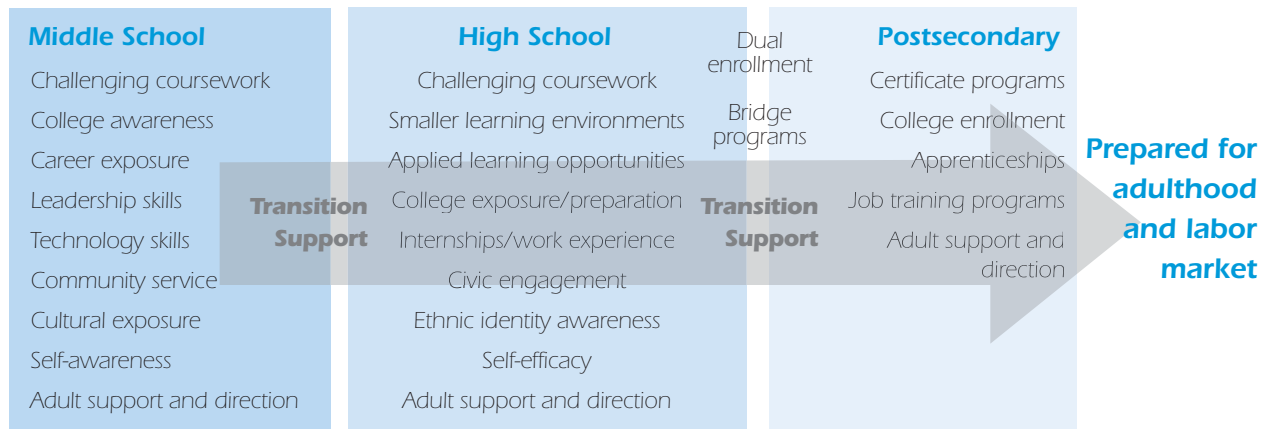 Middle School
Challenging coursework
College awareness
Career exposure
Leadership skills
Technology skills
Community service
Cultural exposure
Self-awareness
Adult support and direction
Transition
Support
High School
Challenging coursework
Smaller learning environments
Applied learning opportunities
College exposure/preparation
Internships/work experience
Civic engagement
Ethnic identity awareness
Self-efficacy
Adult support and direction
Dual
enrollment
Bridge
programs
Transition
Support
Postsecondary
Certificate programs
College enrollment
Apprenticeships
Job training programs
Adult support and
direction
Prepared for
adulthood
and labor
market